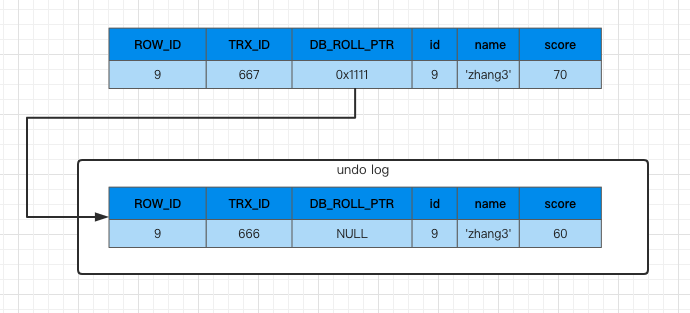 ROW_ID TRX_ID DB_ROLL_PTR id name score
9 667 0x1111 9 'zhang3' 70
undo log
ROW_ID TRX_ID DB_ROLL_PTR id name score
9 666 NULL 9 'zhang3' 60